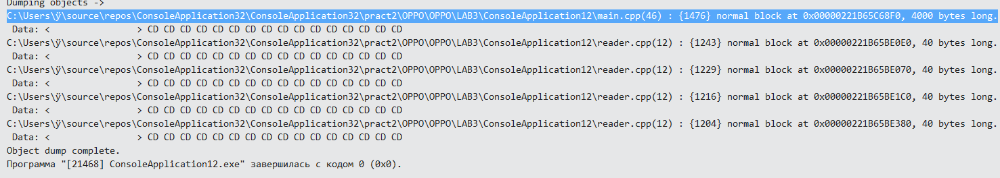 Dumping objects ->
C:\Users\ÿ\source\repos\ConsoleApplication32\ConsoleApplication32\pract2\OPPO\OPPO\LAB3\ConsoleApplication12\main.cpp(46) : {1476} normal block at 0x00000221B65C68F0, 4000 bytes long.
 Data: <                > CD CD CD CD CD CD CD CD CD CD CD CD CD CD CD CD
C:\Users\ÿ\source\repos\ConsoleApplication32\ConsoleApplication32\pract2\OPPO\OPPO\LAB3\ConsoleApplication12\reader.cpp(12) : {1243} normal block at 0x00000221B65BE0E0, 40 bytes long.
 Data: <                > CD CD CD CD CD CD CD CD CD CD CD CD CD CD CD CD
C:\Users\ÿ\source\repos\ConsoleApplication32\ConsoleApplication32\pract2\OPPO\OPPO\LAB3\ConsoleApplication12\reader.cpp(12) : {1229} normal block at 0x00000221B65BE070, 40 bytes long.
 Data: <                > CD CD CD CD CD CD CD CD CD CD CD CD CD CD CD CD
C:\Users\ÿ\source\repos\ConsoleApplication32\ConsoleApplication32\pract2\OPPO\OPPO\LAB3\ConsoleApplication12\reader.cpp(12) : {1216} normal block at 0x00000221B65BE1C0, 40 bytes long.
 Data: <                > CD CD CD CD CD CD CD CD CD CD CD CD CD CD CD CD
C:\Users\ÿ\source\repos\ConsoleApplication32\ConsoleApplication32\pract2\OPPO\OPPO\LAB3\ConsoleApplication12\reader.cpp(12) : {1204} normal block at 0x00000221B65BE380, 40 bytes long.
 Data: <                > CD CD CD CD CD CD CD CD CD CD CD CD CD CD CD CD
Object dump complete.
Программа "[21468] ConsoleApplication12.exe" завершилась с кодом 0 (0x0).